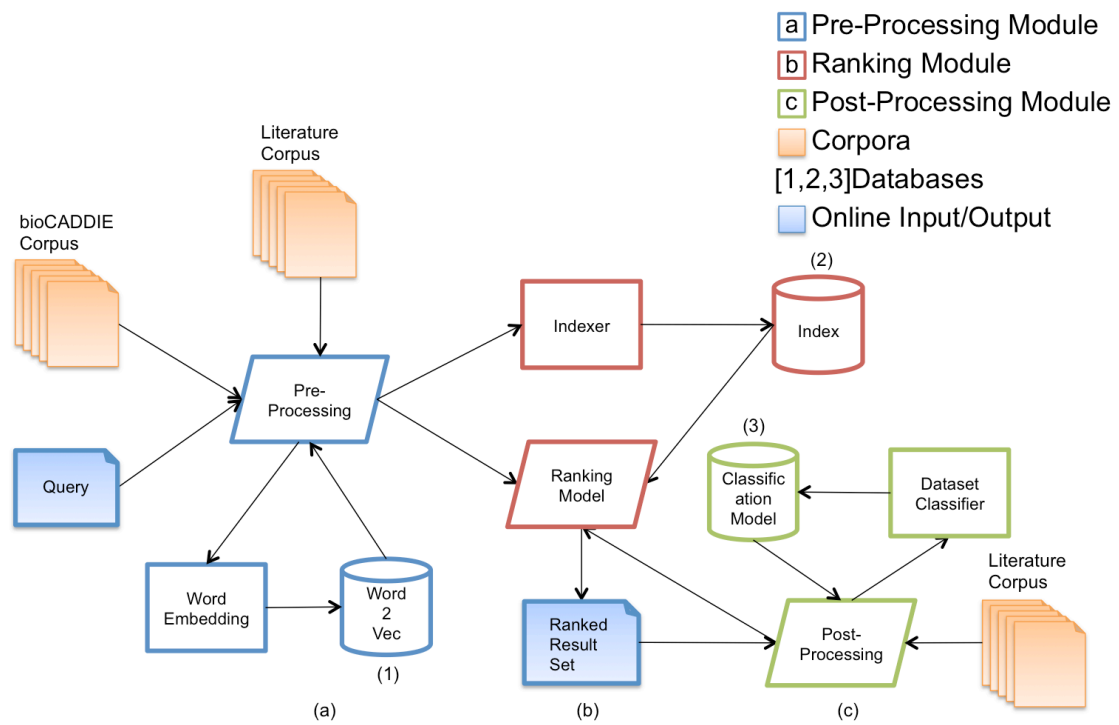 a Pre-Processing Module
b Ranking Module
c Post-Processing Module
Corpora
[1,2,3]Databases
Online Input/Output
Literature
Corpus
bioCADDIE
Corpus
(2)
Indexer
Index
Pre-
Processing
(3)
Query
Ranking
Model
Classific
ation
Model
Dataset
Classifier
Literature
Corpus
Word
Embedding
Word
2
Vec
Ranked
Result
Set
Post-
Processing
(1)
(a)
(b)
(c)